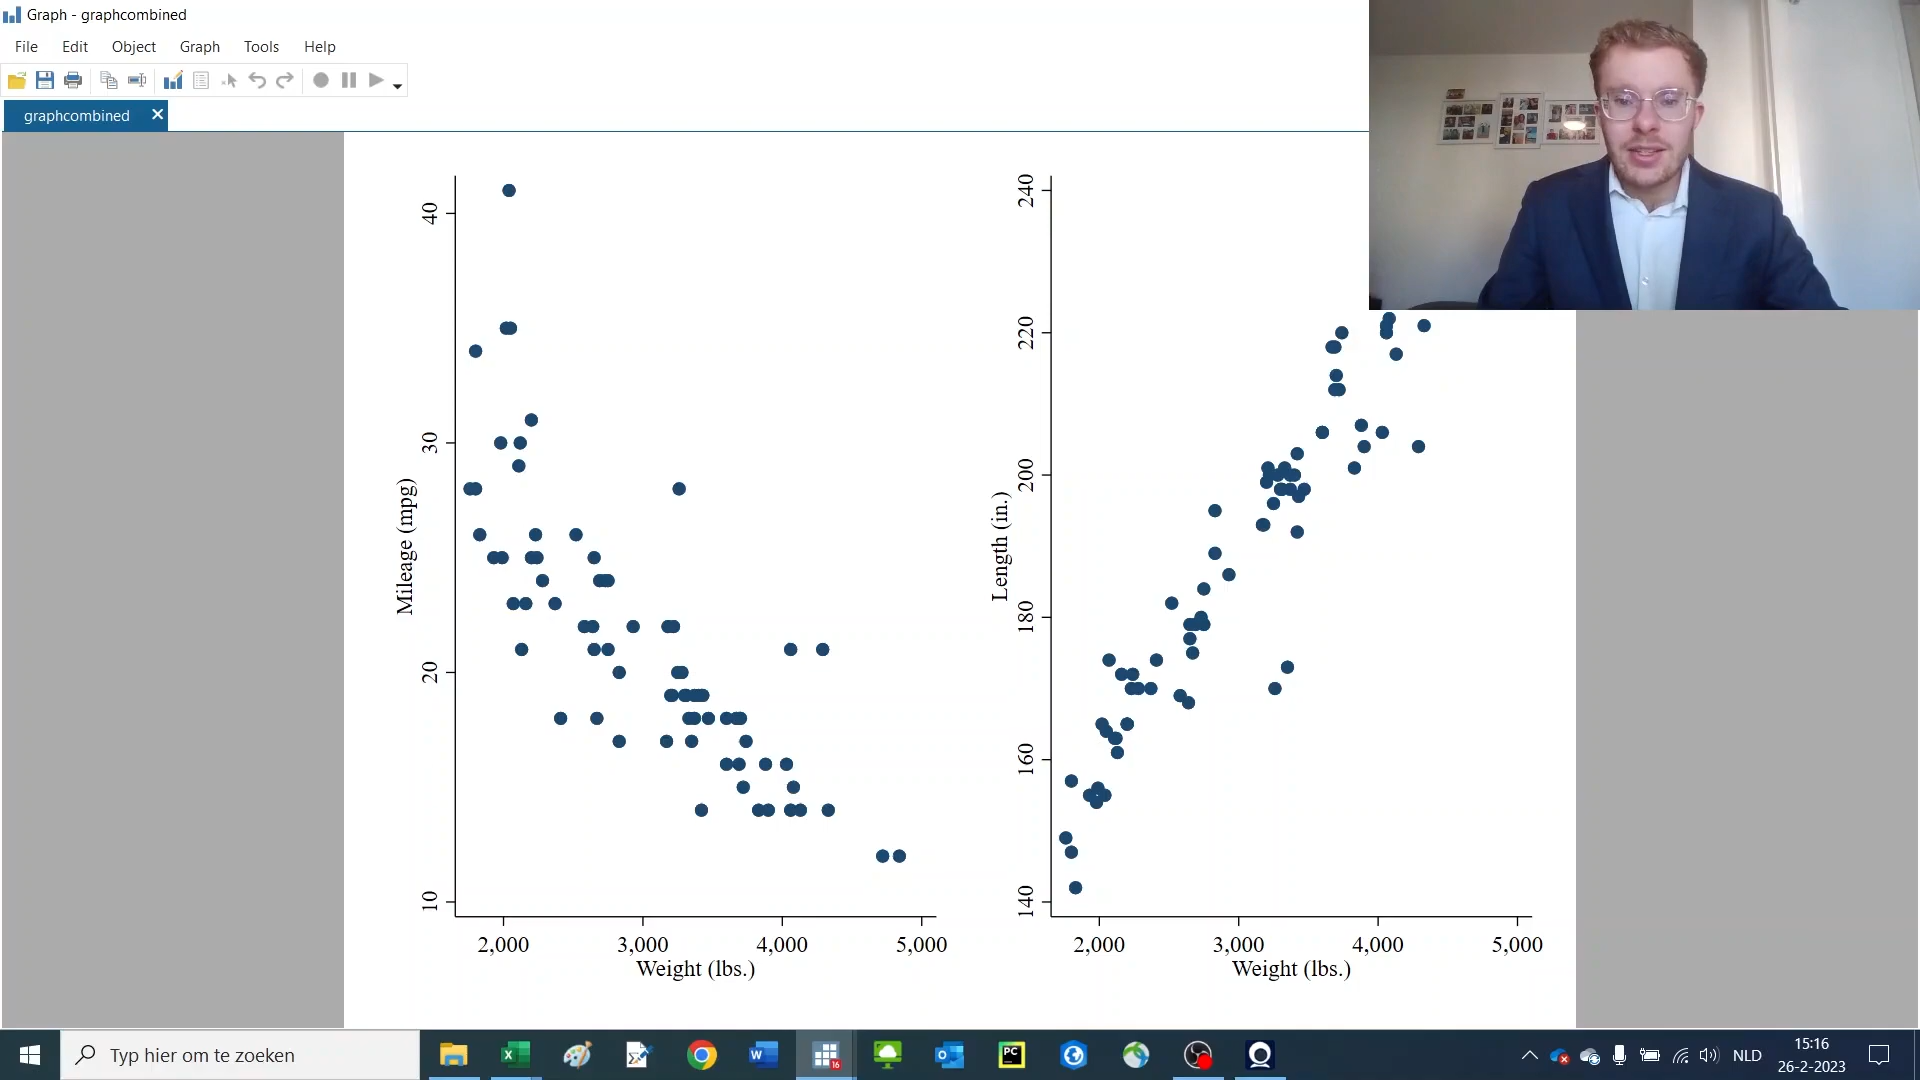 Graph - graphcombined
File Edit Object Graph Tools Help
graphcombined
40
30
20
10
Mileage (mpg)
2,000 3,000 4,000 5,000
Weight (lbs.)
240
220
200
180
160
140
Length (in.)
2,000 3,000 4,000 5,000
Weight (lbs.)
Typ hier om te zoeken
16
PC
NLD
15:16
26-2-2023